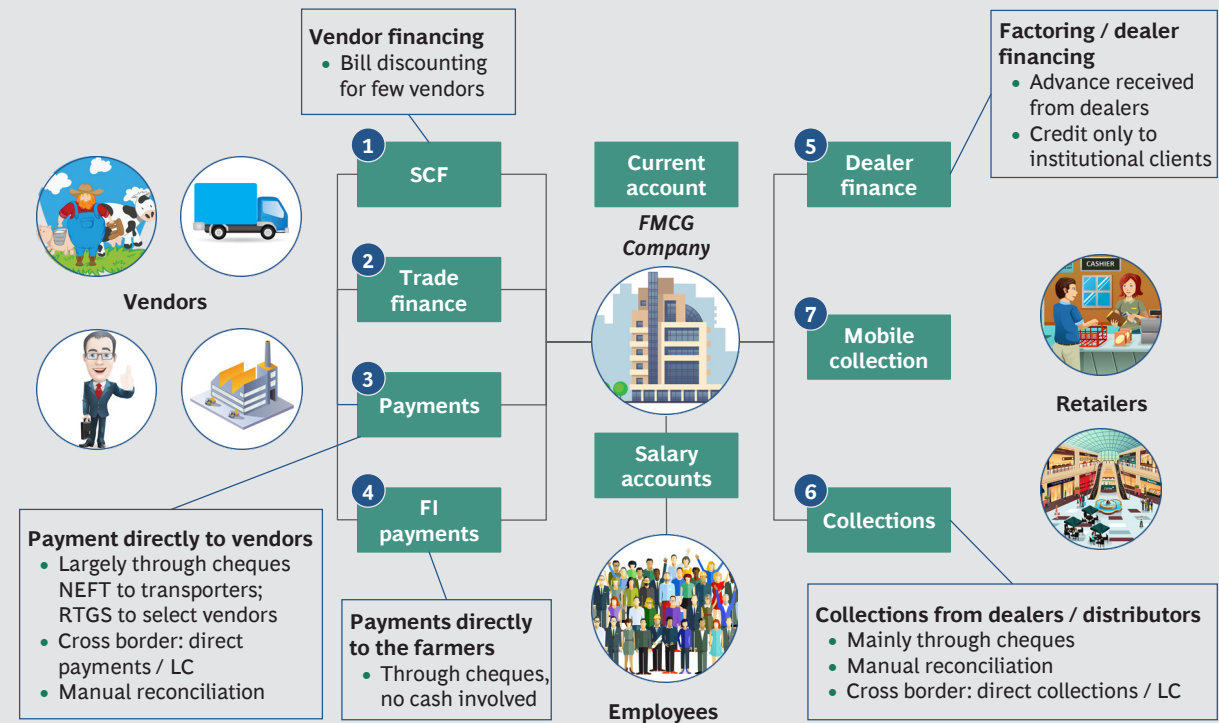 Vendor financing
• Bill discounting
for few vendors
Factoring / dealer
financing
• Advance received
from dealers
• Credit only to
institutional clients
1
SCF
Current
account
5
Dealer
finance
FMCG
Company
2
Trade
finance
Vendors
CASHIER
7
Mobile
collection
3
Payments
Retailers
Salary
accounts
4
FI
payments
6
Collections
Payment directly to vendors
• Largely through cheques
NEFT to transporters;
RTGS to select vendors
• Cross border: direct
payments / LC
• Manual reconciliation
Payments directly
to the farmers
• Through cheques,
no cash involved
Employees
Collections from dealers / distributors
• Mainly through cheques
• Manual reconciliation
• Cross border: direct collections / LC